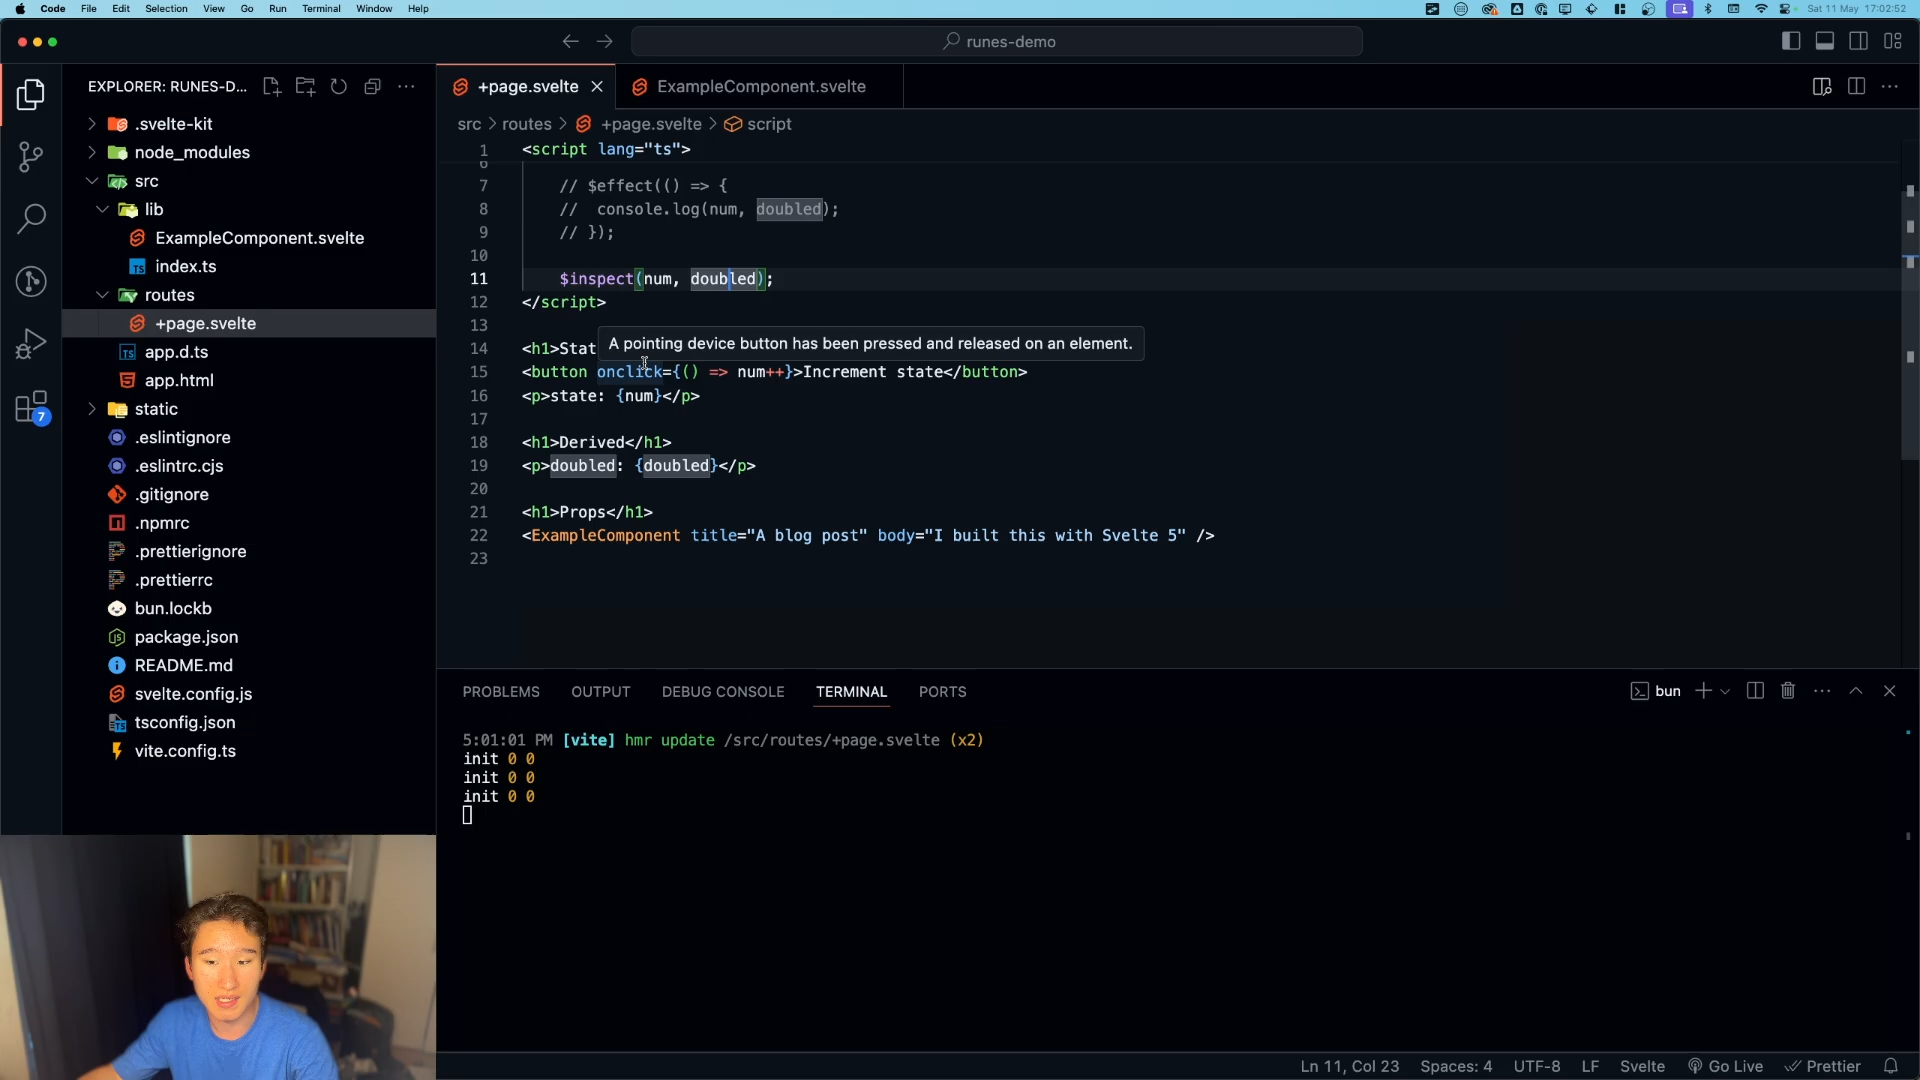 Code File Edit Selection View Go Run Terminal Window Help
Sat 11 May 17:02:52
runes-demo
EXPLORER: RUNES-D...
.svelte-kit
node_modules
src
lib
ExampleComponent.svelte
index.ts
routes
+page.svelte
app.d.ts
app.html
static
.eslintignore
.eslintrc.cjs
.gitignore
.npmrc
.prettierignore
.prettierrc
bun.lockb
package.json
README.md
svelte.config.js
tsconfig.json
vite.config.ts
7
+page.svelte
ExampleComponent.svelte
src > routes > +page.svelte > script
1 <script lang="ts">
6
7 // $effect(() => {
8 //  console.log(num, doubled);
9 // });
10
11 $inspect(num, doubled);
12 </script>
13
14 <h1>Stat
A pointing device button has been pressed and released on an element.
15 <button onclick={() => num++}>Increment state</button>
16 <p>state: {num}</p>
17
18 <h1>Derived</h1>
19 <p>doubled: {doubled}</p>
20
21 <h1>Props</h1>
22 <ExampleComponent title="A blog post" body="I built this with Svelte 5" />
23
PROBLEMS OUTPUT DEBUG CONSOLE TERMINAL PORTS
bun
5:01:01 PM [vite] hmr update /src/routes/+page.svelte (x2)
init 0 0
init 0 0
init 0 0
Ln 11, Col 23 Spaces: 4 UTF-8 LF Svelte Go Live Prettier